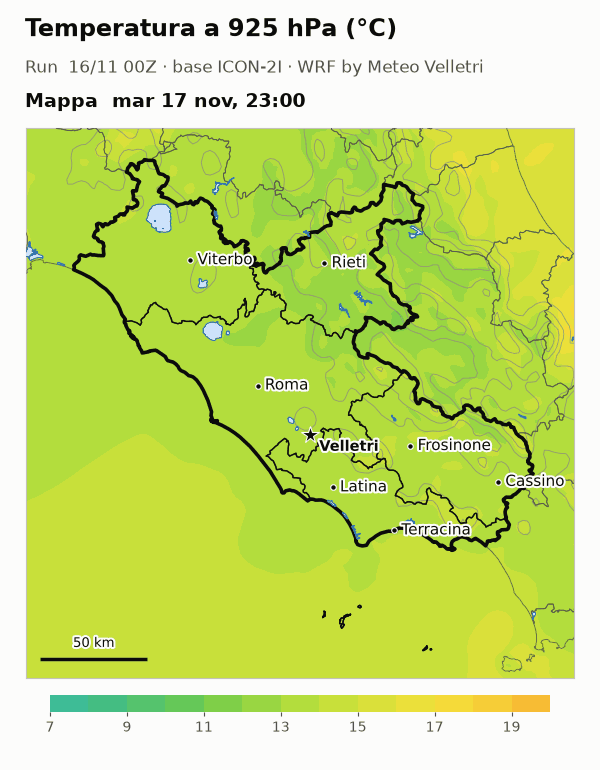 Temperatura a 925 hPa (°C)
Run  16/11 00Z · base ICON-2I · WRF by Meteo Velletri
Mappa  mar 17 nov, 23:00
Viterbo
Rieti
Roma
Velletri
Frosinone
Latina
Cassino
Terracina
50 km
7 9 11 13 15 17 19